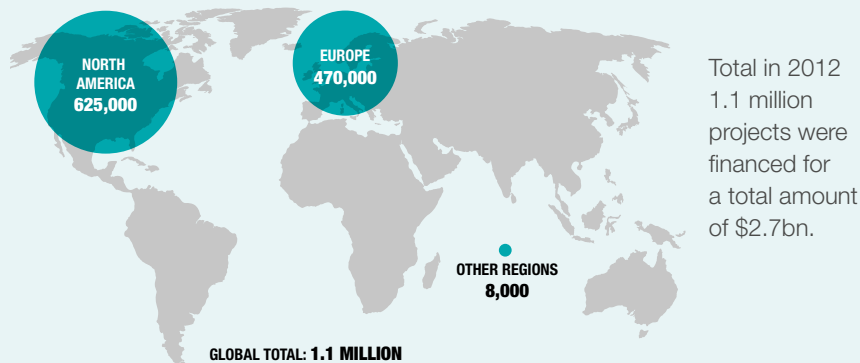 NORTH
AMERICA
625,000
EUROPE
470,000
OTHER REGIONS
8,000
GLOBAL TOTAL: 1.1 MILLION
Total in 2012
1.1 million
projects were
financed for
a total amount
of $2.7bn.